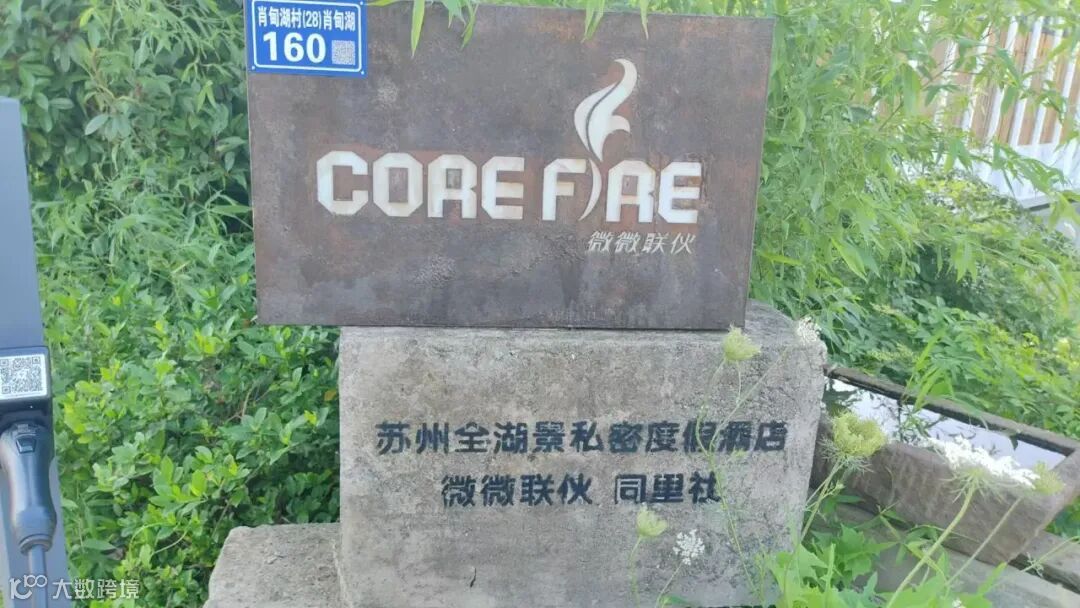 肖甸湖村(28)肖甸湖
160
CORE FIRE
微微联伙
苏州全湖景私密度假酒店
微微联伙 同里社
大数跨境